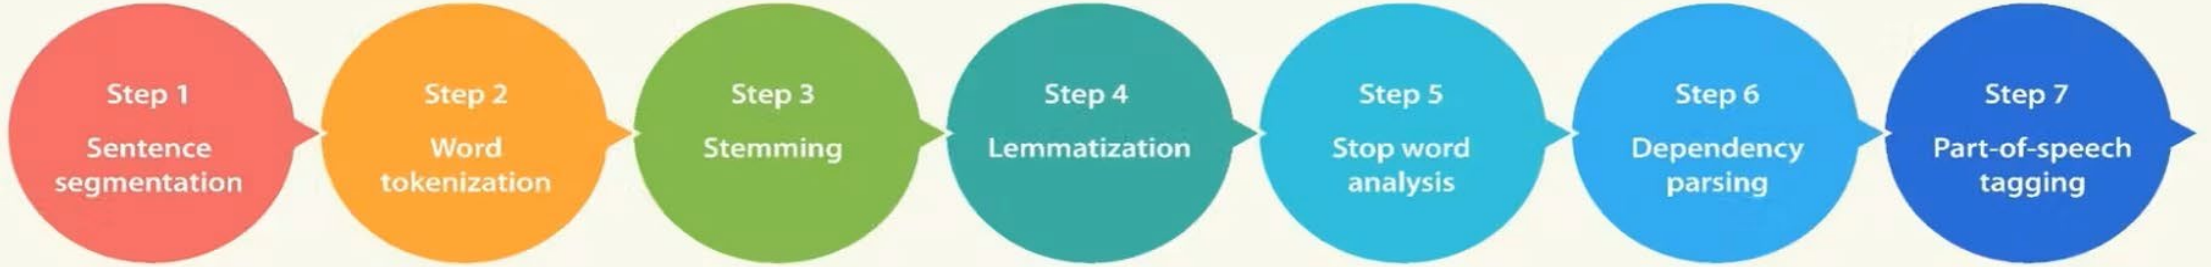 Step 1
Sentence
segmentation
Step 2
Word
tokenization
Step 3
Stemming
Step 4
Lemmatization
Step 5
Stop word
analysis
Step 6
Dependency
parsing
Step 7
Part-of-speech
tagging